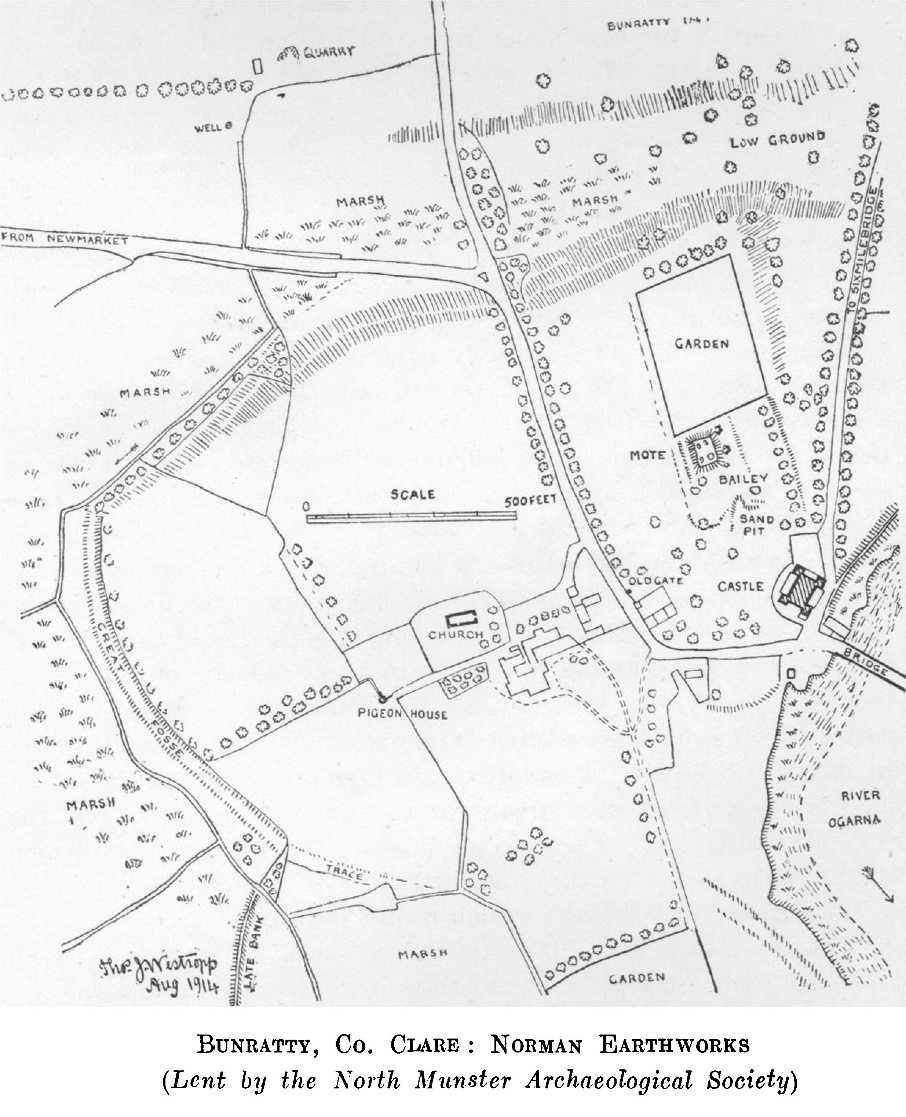 BUNRATTY
QUARRY
WELL
LOW GROUND
MARSH
MARSH
FROM NEWMARKET
TO SIXMILEBRIDGE
GARDEN
MARSH
MOTE
BAILEY
SCALE
0 500 FEET
SAND
PIT
OLD GATE
CASTLE
CHURCH
BRIDGE
GREAT FOSSE
PIGEON HOUSE
MARSH
RIVER
OGARNA
TRACE
MARSH
LATE BANK
GARDEN
Thos. J. Westropp
Aug 1914
BUNRATTY, CO. CLARE: NORMAN EARTHWORKS
(Lent by the North Munster Archaeological Society)